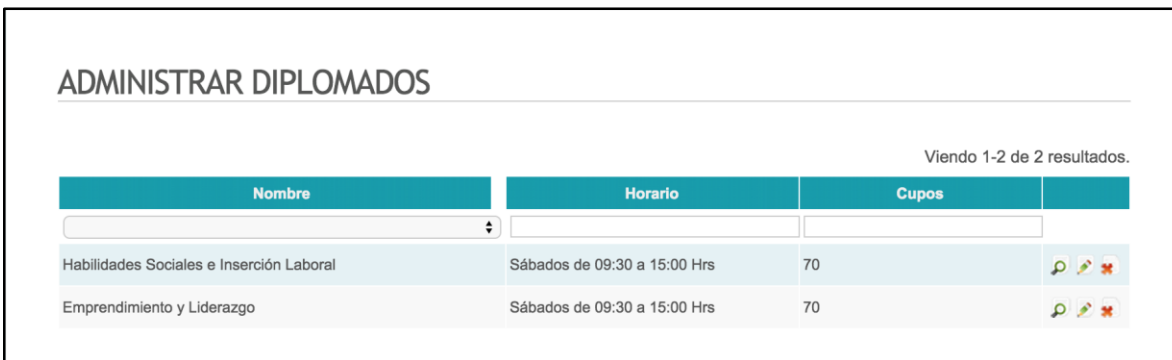 ADMINISTRAR DIPLOMADOS
Viendo 1-2 de 2 resultados.
Nombre Horario Cupos
Habilidades Sociales e Inserción Laboral Sábados de 09:30 a 15:00 Hrs 70
Emprendimiento y Liderazgo Sábados de 09:30 a 15:00 Hrs 70